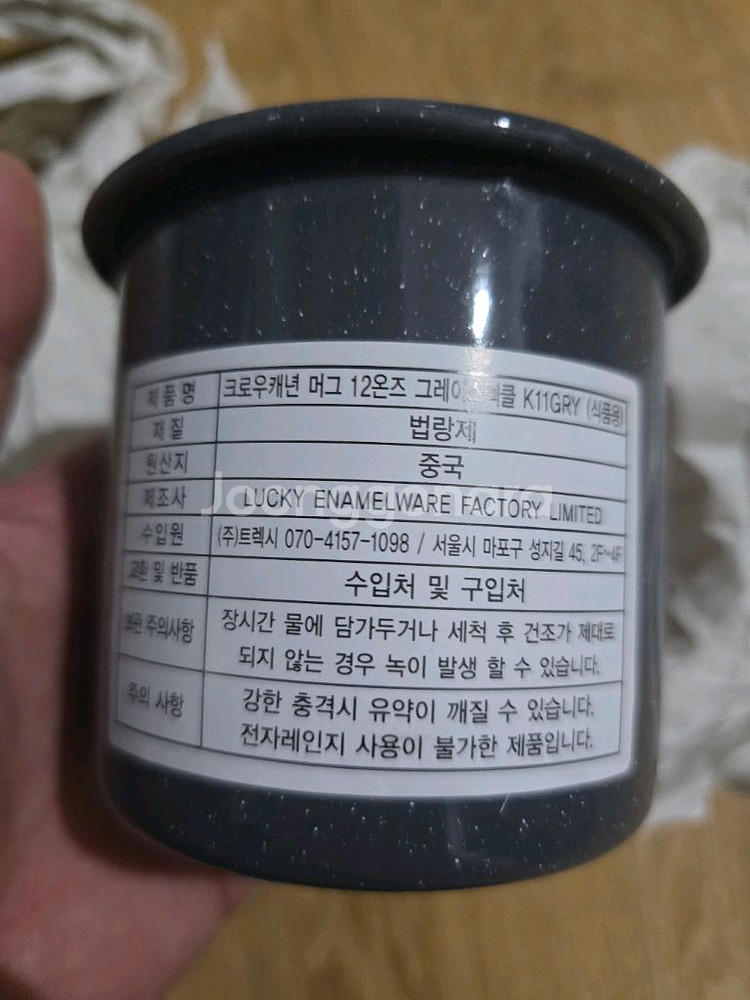 제품명 크로우캐년 머그 12온즈 K11GRY (식품용)
재질 법랑제
원산지 중국
제조사 LUCKY ENAMELWARE FACTORY LIMITED
수입원 (주)트렉시 070-4157-1098 / 서울시 마포구 성지길 45, 2F~4F
교환 및 반품 수입처 및 구입처
보관 주의사항 장시간 물에 담가두거나 세척 후 건조가 제대로
되지 않는 경우 녹이 발생 할 수 있습니다.
주의 사항 강한 충격시 유약이 깨질 수 있습니다.
전자레인지 사용이 불가한 제품입니다.
Joonggonara